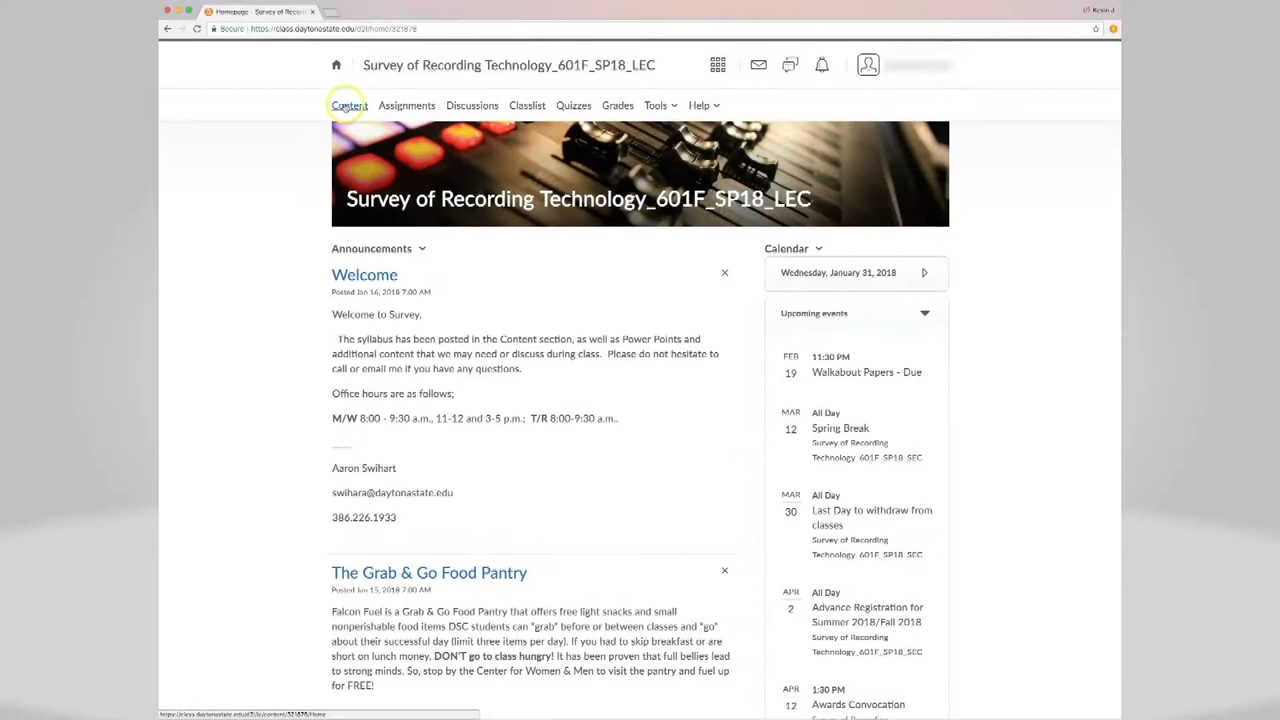 Homepage - Survey of Record
Kevin J
Secure https://class.daytonastate.edu/d2l/home/321878
Survey of Recording Technology_601F_SP18_LEC
Content Assignments Discussions Classlist Quizzes Grades Tools Help
Survey of Recording Technology_601F_SP18_LEC
Announcements
Welcome
Posted Jan 16, 2018 7:00 AM
Welcome to Survey,
The syllabus has been posted in the Content section, as well as Power Points and
additional content that we may need or discuss during class. Please do not hesitate to
call or email me if you have any questions.
Office hours are as follows;
M/W 8:00 - 9:30 a.m., 11-12 and 3-5 p.m.; T/R 8:00-9:30 a.m..
Aaron Swihart
swihara@daytonastate.edu
386.226.1933
The Grab & Go Food Pantry
Posted Jan 15, 2018 7:00 AM
Falcon Fuel is a Grab & Go Food Pantry that offers free light snacks and small
nonperishable food items DSC students can "grab" before or between classes and "go"
about their successful day (limit three items per day). If you had to skip breakfast or are
short on lunch money, DON'T go to class hungry! It has been proven that full bellies lead
to strong minds. So, stop by the Center for Women & Men to visit the pantry and fuel up
for FREE!
Calendar
Wednesday, January 31, 2018
Upcoming events
FEB 11:30 PM
19 Walkabout Papers - Due
MAR All Day
12 Spring Break
Survey of Recording
Technology_601F_SP18_SEC
MAR All Day
30 Last Day to withdraw from
classes
Survey of Recording
Technology_601F_SP18_SEC
APR All Day
2 Advance Registration for
Summer 2018/Fall 2018
Survey of Recording
Technology_601F_SP18_SEC
APR 1:30 PM
12 Awards Convocation
https://class.daytonastate.edu/d2l/le/content/321878/Home